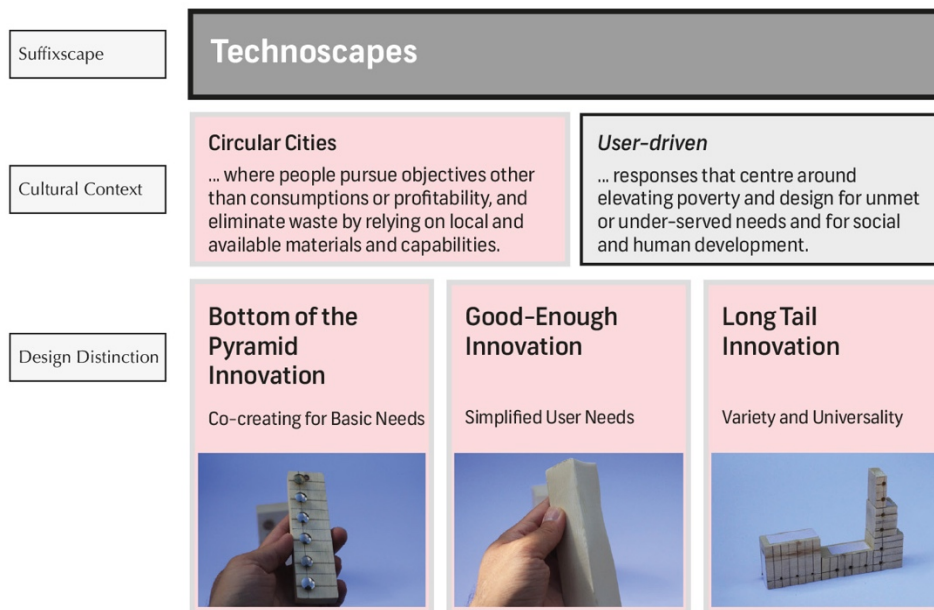 Suffixscape
Technoscapes
Cultural Context
Circular Cities
... where people pursue objectives other
than consumptions or profitability, and
eliminate waste by relying on local and
available materials and capabilities.
User-driven
... responses that centre around
elevating poverty and design for unmet
or under-served needs and for social
and human development.
Design Distinction
Bottom of the
Pyramid
Innovation
Co-creating for Basic Needs
Good-Enough
Innovation
Simplified User Needs
Long Tail
Innovation
Variety and Universality